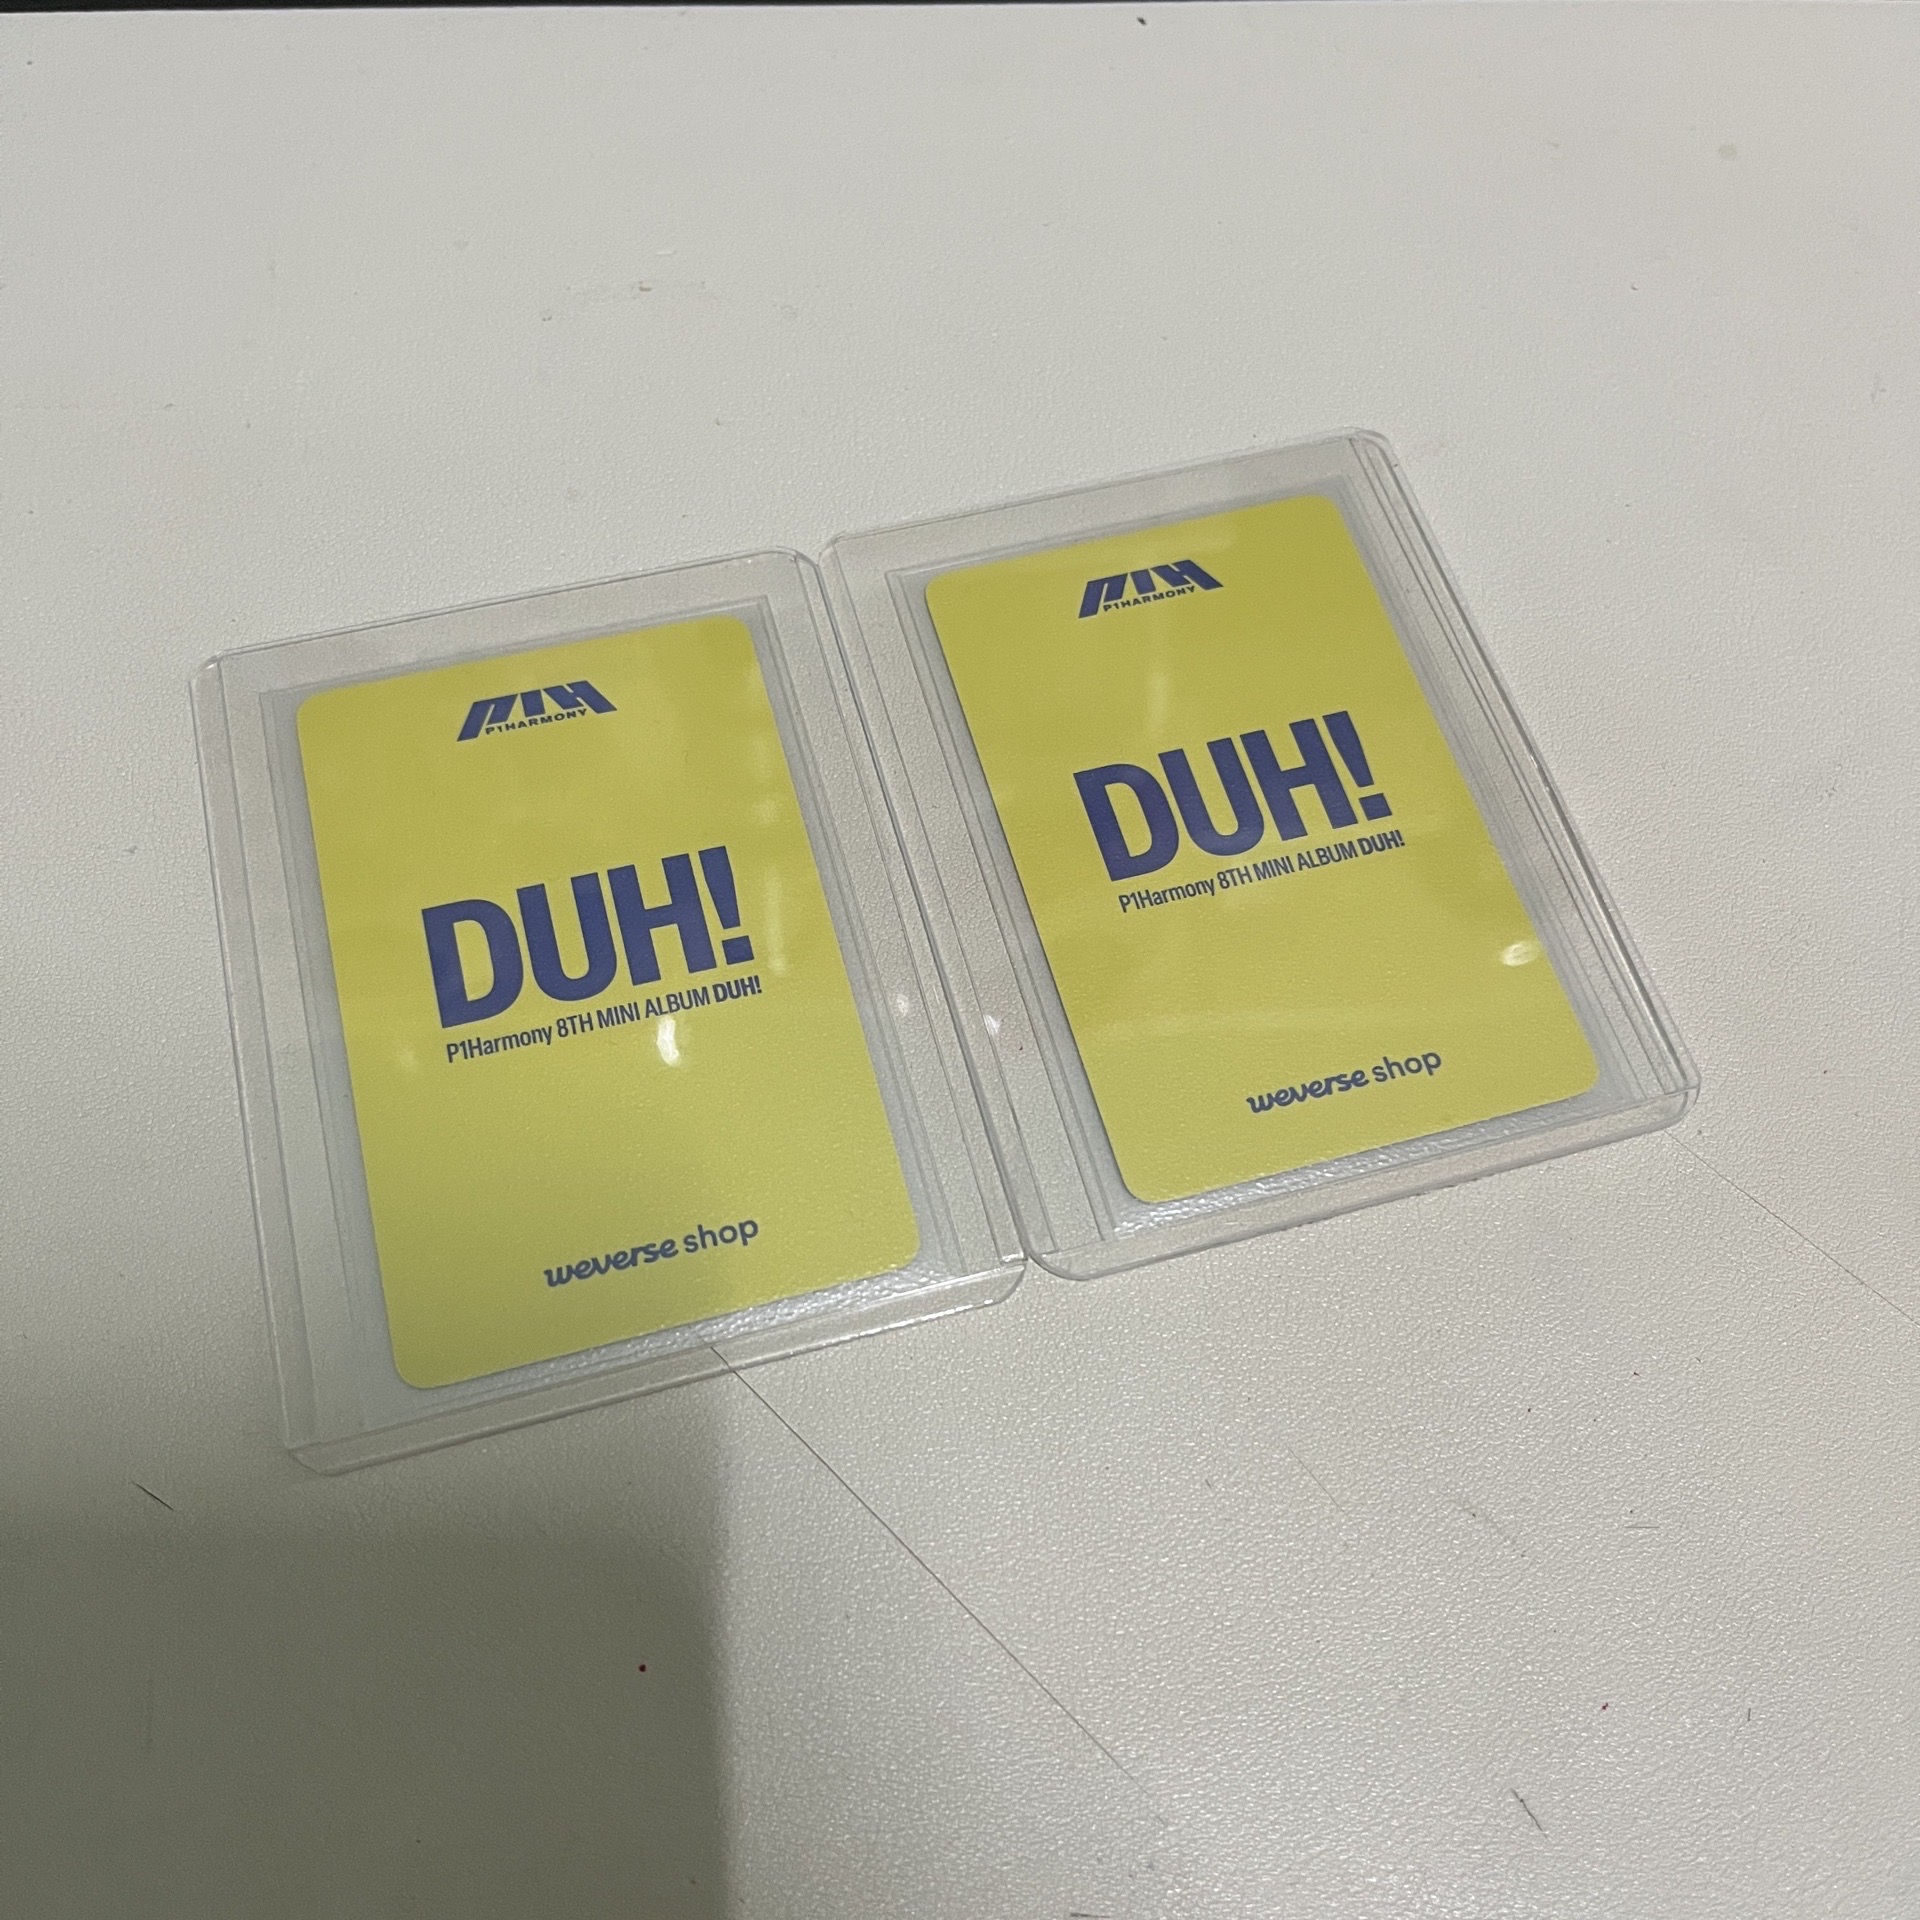 P1H
P1HARMONY
DUH!
P1Harmony 8TH MINI ALBUM DUH!
weverse shop
P1H
P1HARMONY
DUH!
P1Harmony 8TH MINI ALBUM DUH!
weverse shop